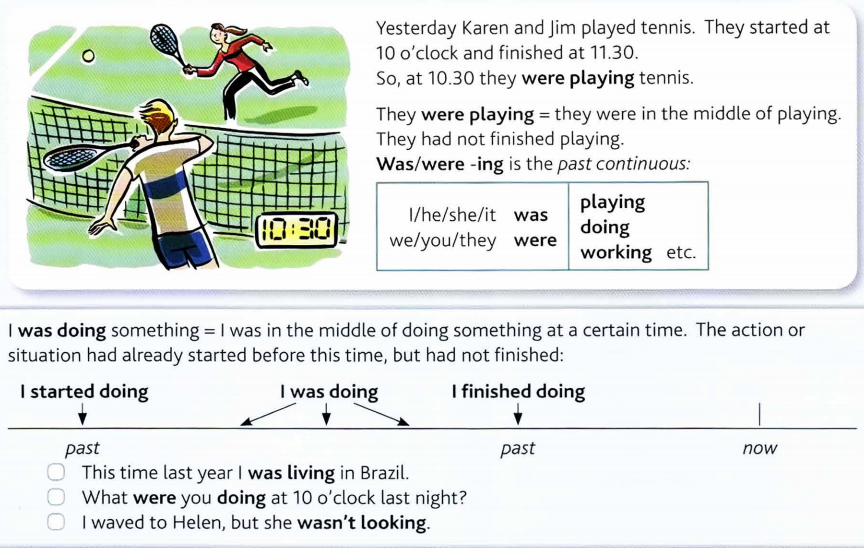 Yesterday Karen and Jim played tennis. They started at
10 o'clock and finished at 11.30.
So, at 10.30 they were playing tennis.
They were playing = they were in the middle of playing.
They had not finished playing.
Was/were -ing is the past continuous:
I/he/she/it was
we/you/they were
playing
doing
working etc.
10:30
I was doing something = I was in the middle of doing something at a certain time. The action or
situation had already started before this time, but had not finished:
I started doing I was doing I finished doing
past past now
This time last year I was living in Brazil.
What were you doing at 10 o'clock last night?
I waved to Helen, but she wasn't looking.